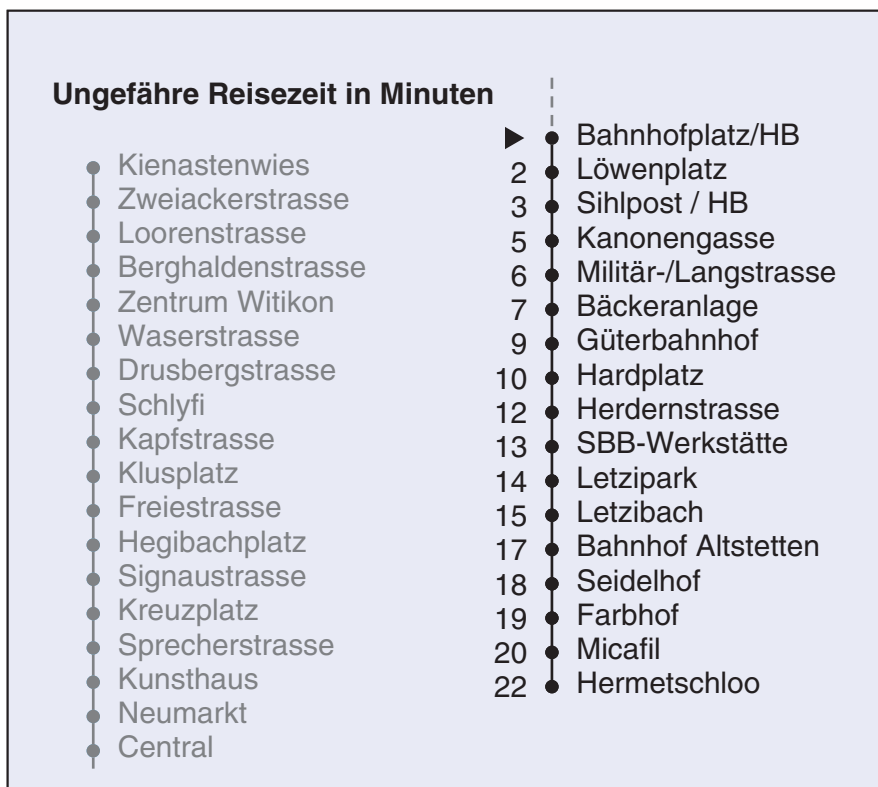 Ungefähre Reisezeit in Minuten
Kienastenwies
Zweiackerstrasse
Loorenstrasse
Berghaldenstrasse
Zentrum Witikon
Waserstrasse
Drusbergstrasse
Schlyfi
Kapfstrasse
Klusplatz
Freiestrasse
Hegibachplatz
Signaustrasse
Kreuzplatz
Sprecherstrasse
Kunsthaus
Neumarkt
Central
Bahnhofplatz/HB
2 Löwenplatz
3 Sihlpost / HB
5 Kanonengasse
6 Militär-/Langstrasse
7 Bäckeranlage
9 Güterbahnhof
10 Hardplatz
12 Herdernstrasse
13 SBB-Werkstätte
14 Letzipark
15 Letzibach
17 Bahnhof Altstetten
18 Seidelhof
19 Farbhof
20 Micafil
22 Hermetschloo